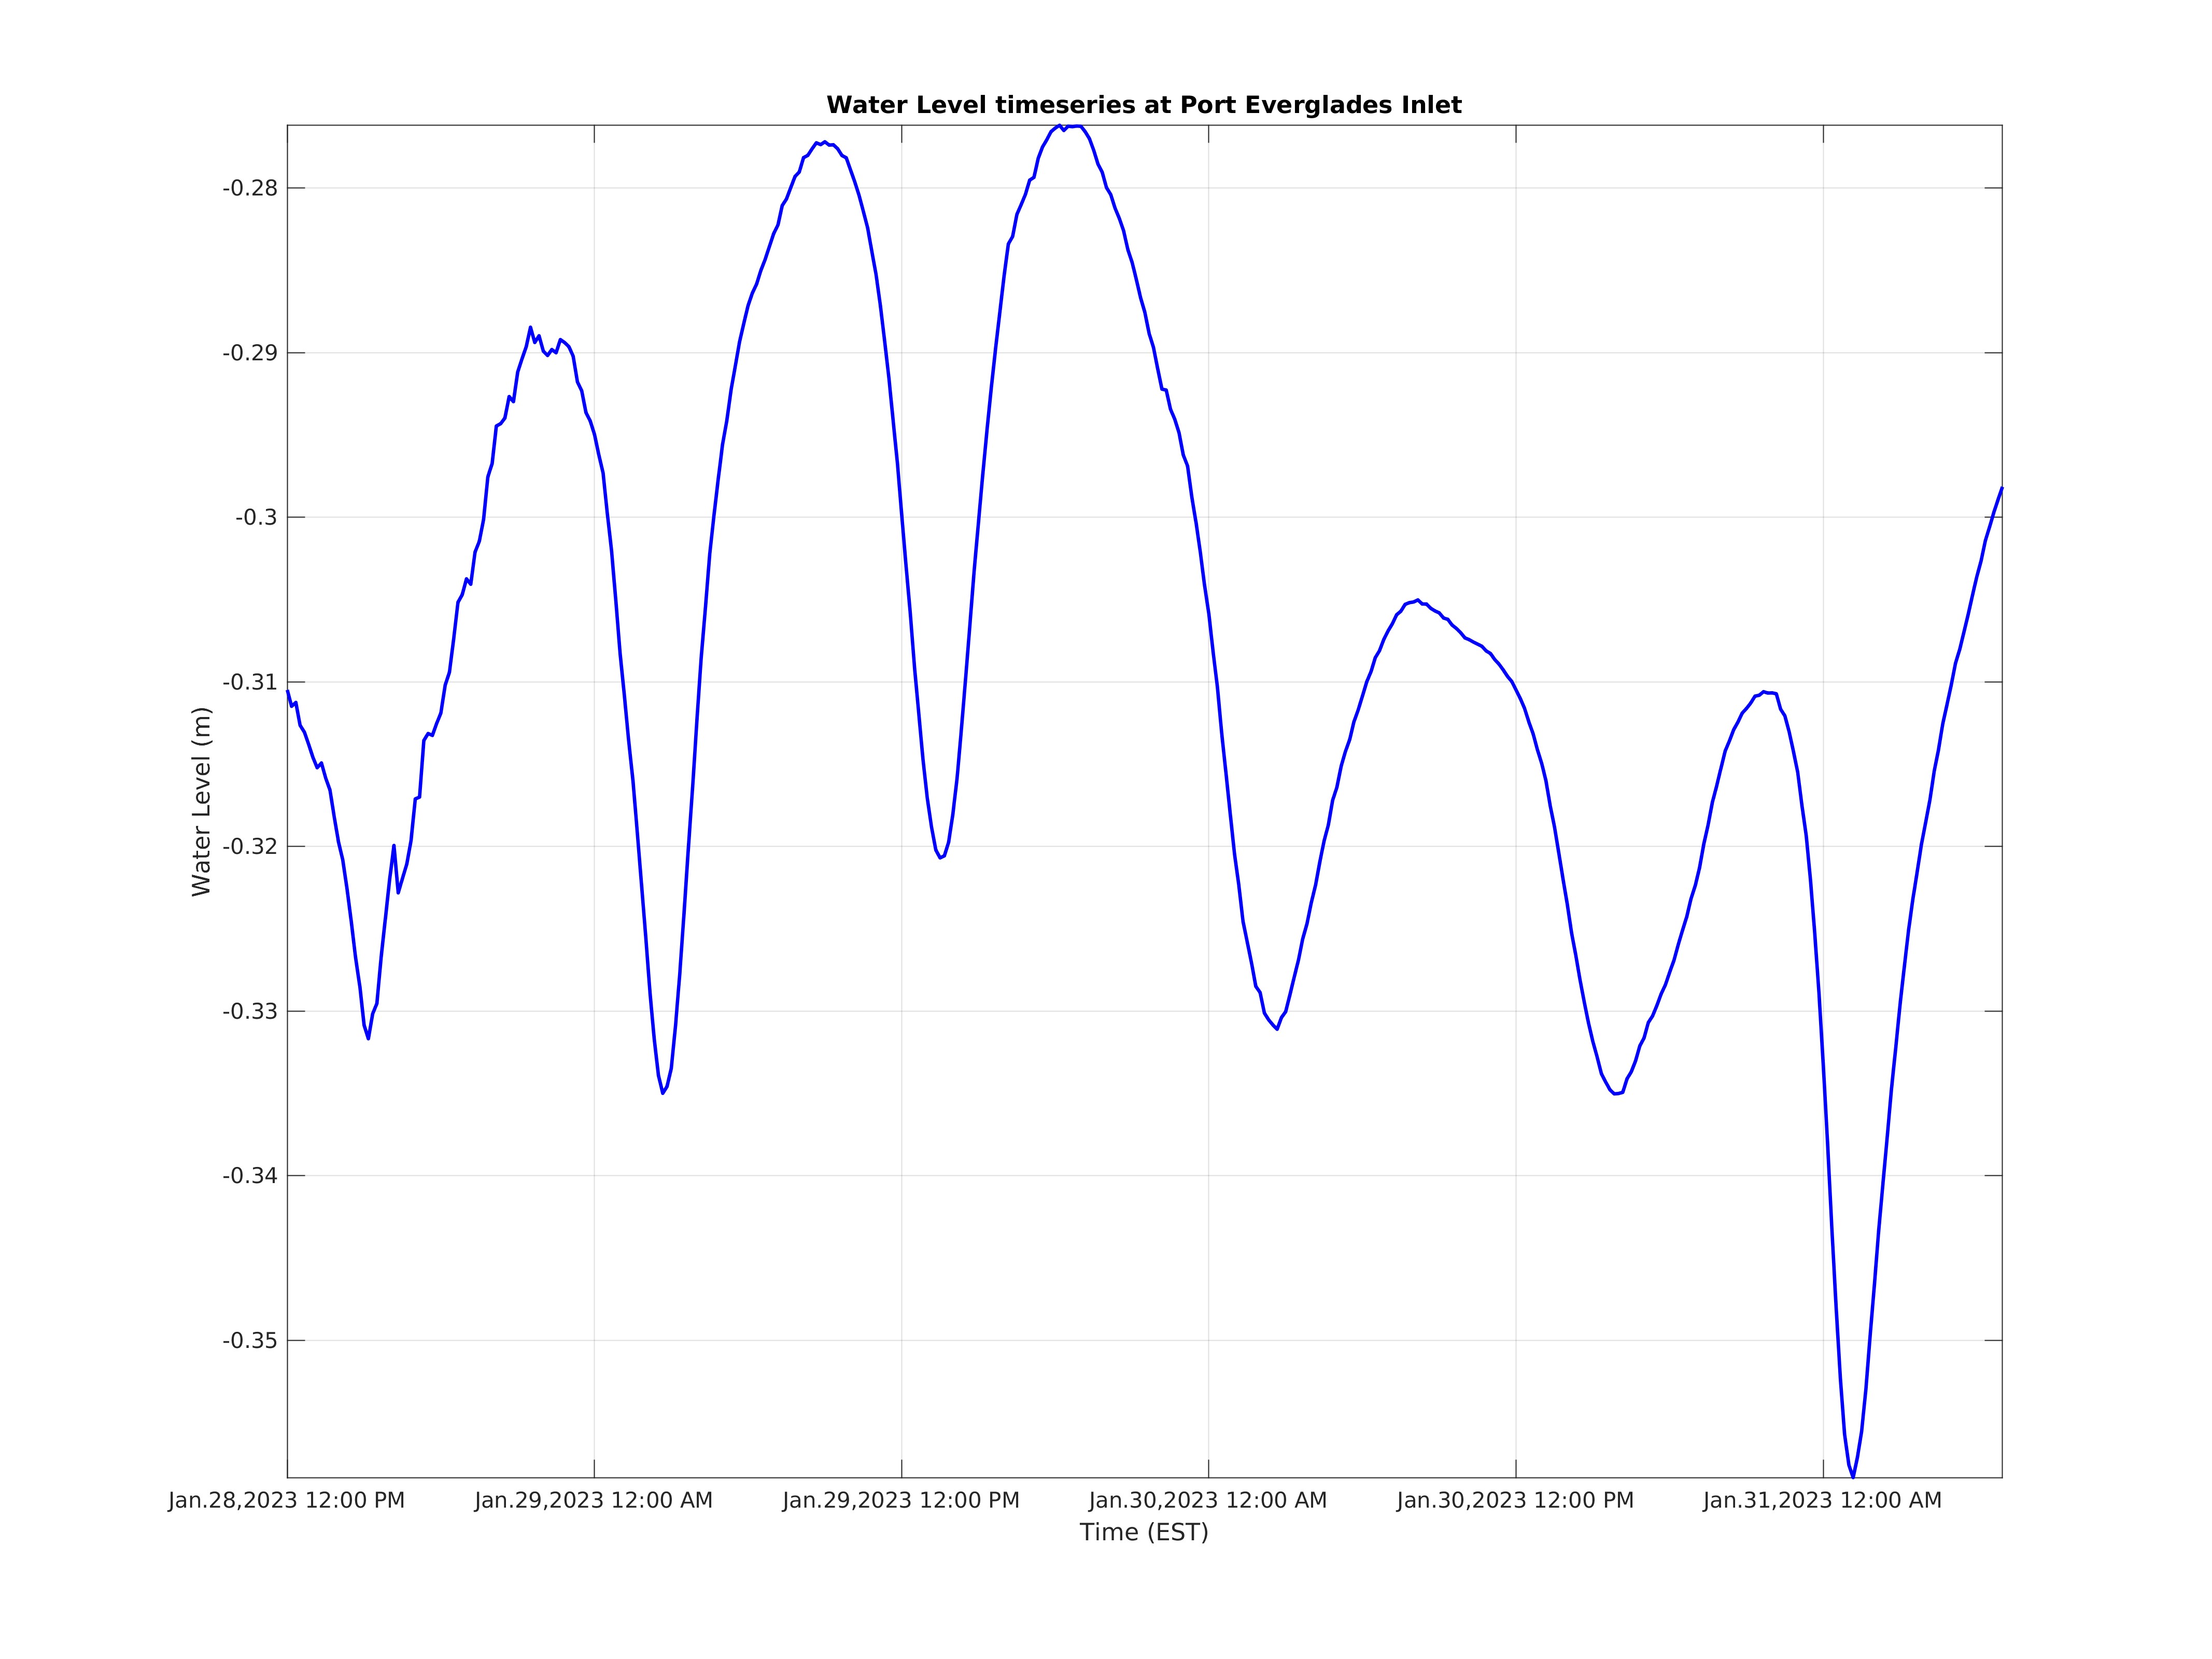 Water Level timeseries at Port Everglades Inlet
-0.28
-0.29
-0.3
-0.31
-0.32
-0.33
-0.34
-0.35
Water Level (m)
Jan.28,2023 12:00 PM Jan.29,2023 12:00 AM Jan.29,2023 12:00 PM Jan.30,2023 12:00 AM Jan.30,2023 12:00 PM Jan.31,2023 12:00 AM
Time (EST)